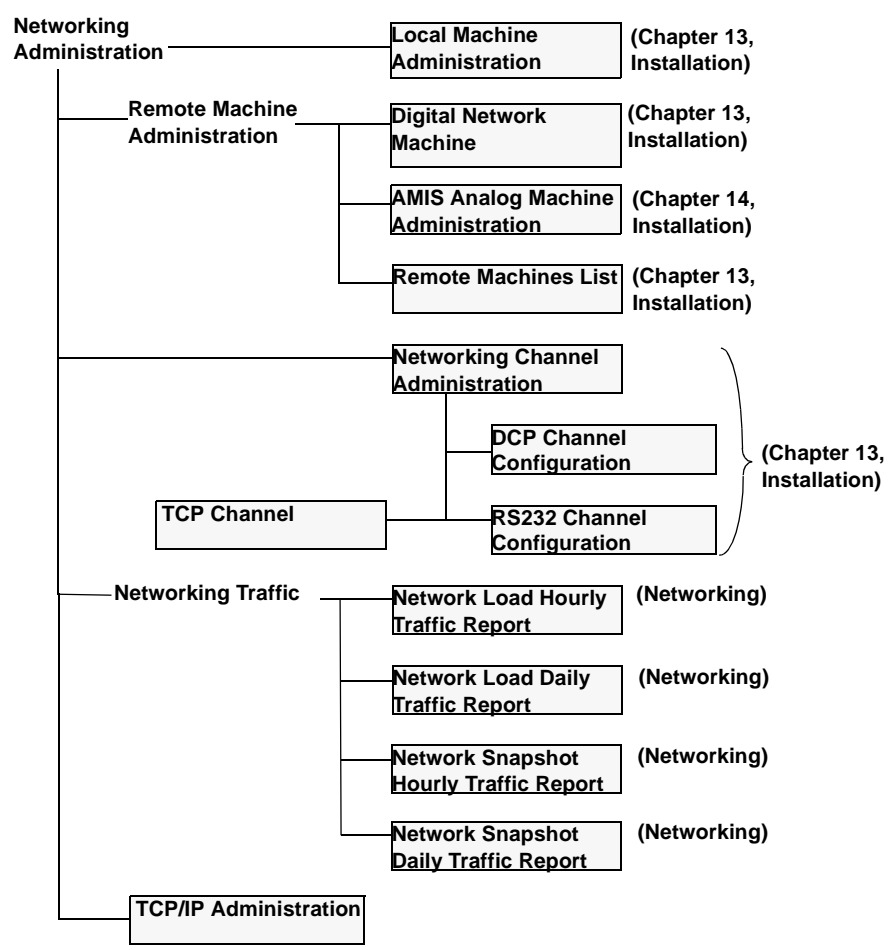 Networking
Administration
Local Machine
Administration
(Chapter 13,
Installation)
Remote Machine
Administration
Digital Network
Machine
(Chapter 13,
Installation)
AMIS Analog Machine
Administration
(Chapter 14,
Installation)
Remote Machines List
(Chapter 13,
Installation)
Networking Channel
Administration
DCP Channel
Configuration
(Chapter 13,
Installation)
TCP Channel
RS232 Channel
Configuration
Networking Traffic
Network Load Hourly
Traffic Report
(Networking)
Network Load Daily
Traffic Report
(Networking)
Network Snapshot
Hourly Traffic Report
(Networking)
Network Snapshot
Daily Traffic Report
(Networking)
TCP/IP Administration